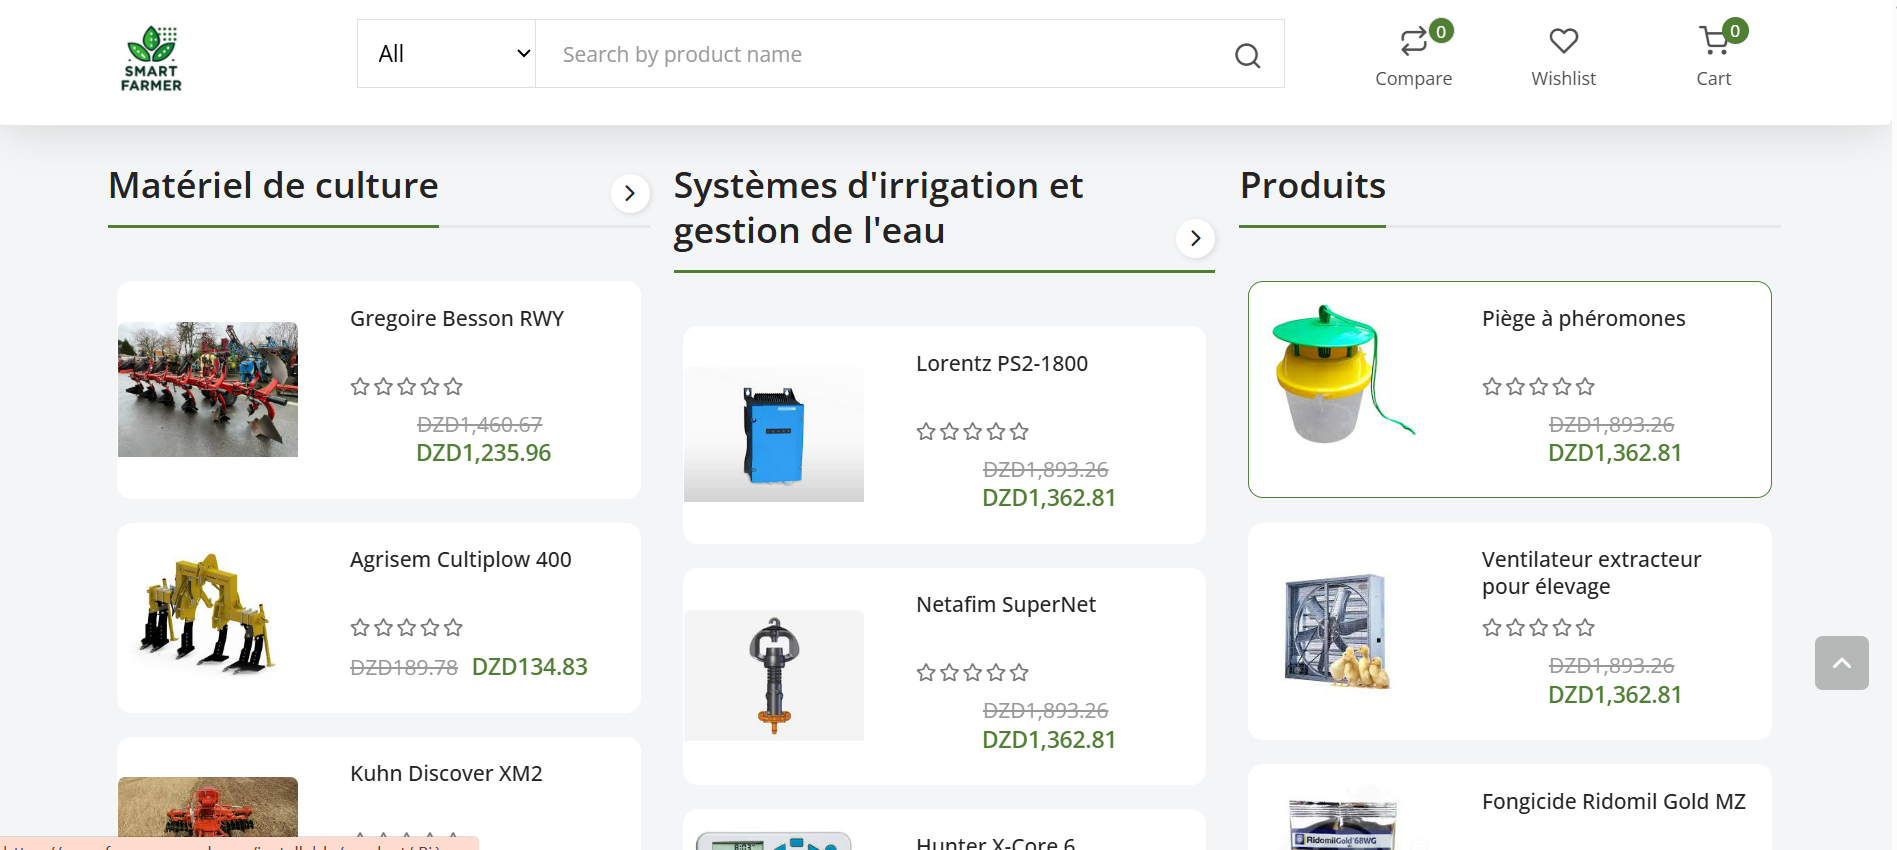 SMART
FARMER
All
Search by product name
0
Compare
Wishlist
0
Cart
Matériel de culture
Gregoire Besson RWY
DZD1,460.67
DZD1,235.96
Agrisem Cultiplow 400
DZD189.78 DZD134.83
Kuhn Discover XM2
Systèmes d'irrigation et
gestion de l'eau
Lorentz PS2-1800
DZD1,893.26
DZD1,362.81
Netafim SuperNet
DZD1,893.26
DZD1,362.81
Hunter X-Core 6
Produits
Piège à phéromones
DZD1,893.26
DZD1,362.81
Ventilateur extracteur
pour élevage
DZD1,893.26
DZD1,362.81
Fongicide Ridomil Gold MZ
RidomilGold 68WG